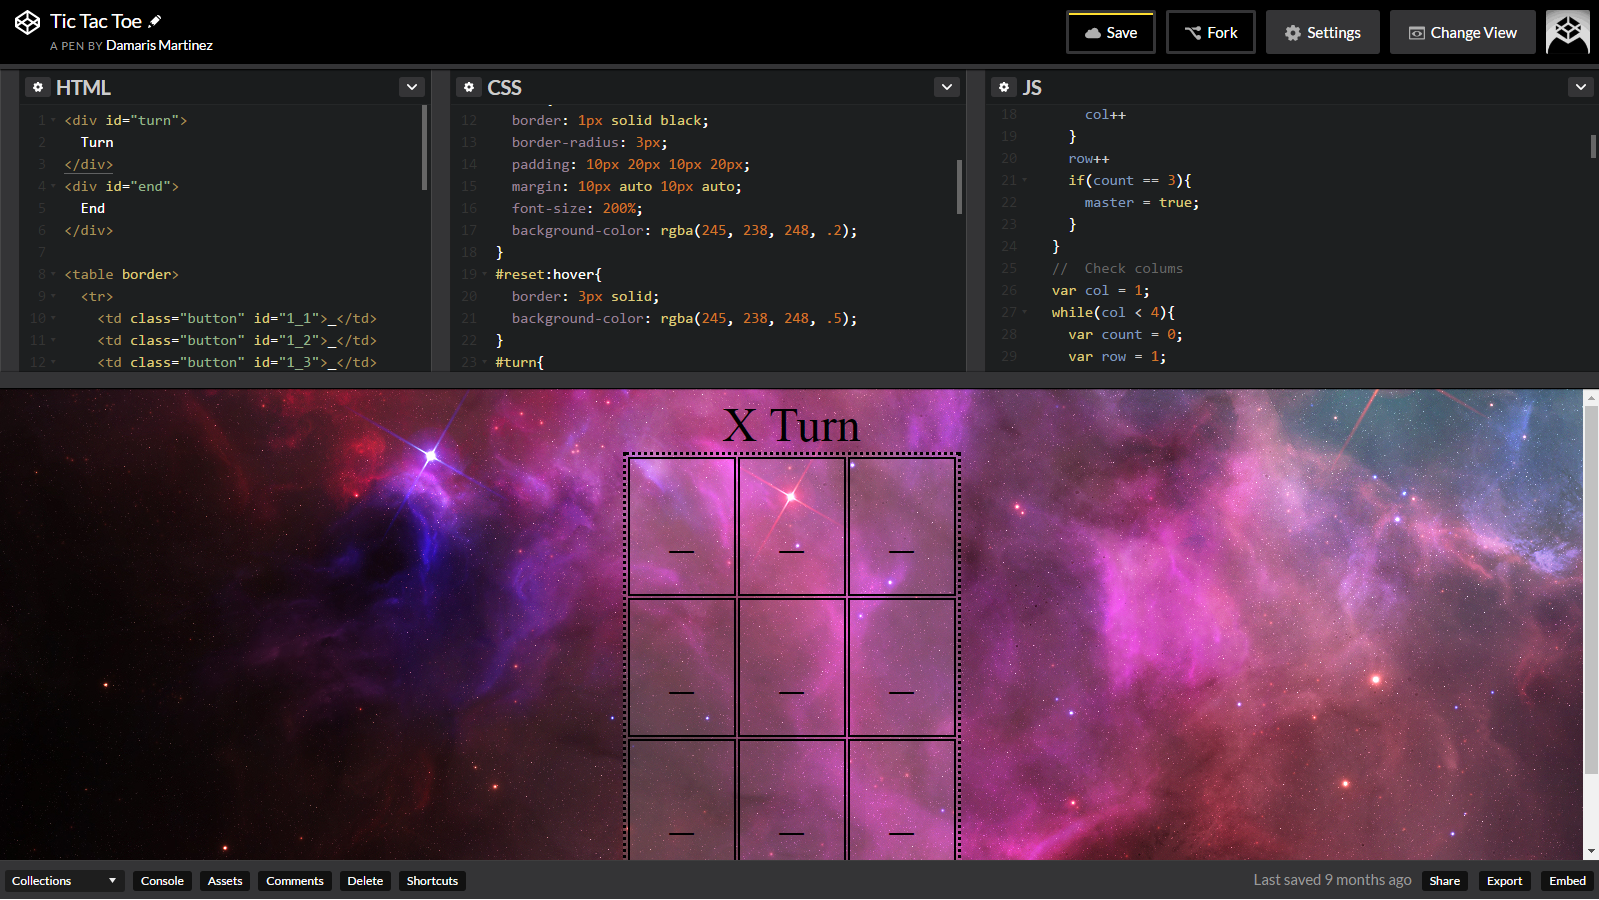 Tic Tac Toe
A PEN BY Damaris Martinez
Save
Fork
Settings
Change View
HTML
1 <div id="turn">
2 Turn
3 </div>
4 <div id="end">
5 End
6 </div>
7
8 <table border>
9 <tr>
10 <td class="button" id="1_1">_</td>
11 <td class="button" id="1_2">_</td>
12 <td class="button" id="1_3">_</td>
CSS
12 border: 1px solid black;
13 border-radius: 3px;
14 padding: 10px 20px 10px 20px;
15 margin: 10px auto 10px auto;
16 font-size: 200%;
17 background-color: rgba(245, 238, 248, .2);
18 }
19 #reset:hover{
20 border: 3px solid;
21 background-color: rgba(245, 238, 248, .5);
22 }
23 #turn{
JS
18 col++
19 }
20 row++
21 if(count == 3){
22 master = true;
23 }
24 }
25 //  Check colums
26 var col = 1;
27 while(col < 4){
28 var count = 0;
29 var row = 1;
X Turn
_ _ _
_ _ _
_ _ _
Collections
Console
Assets
Comments
Delete
Shortcuts
Last saved 9 months ago
Share
Export
Embed